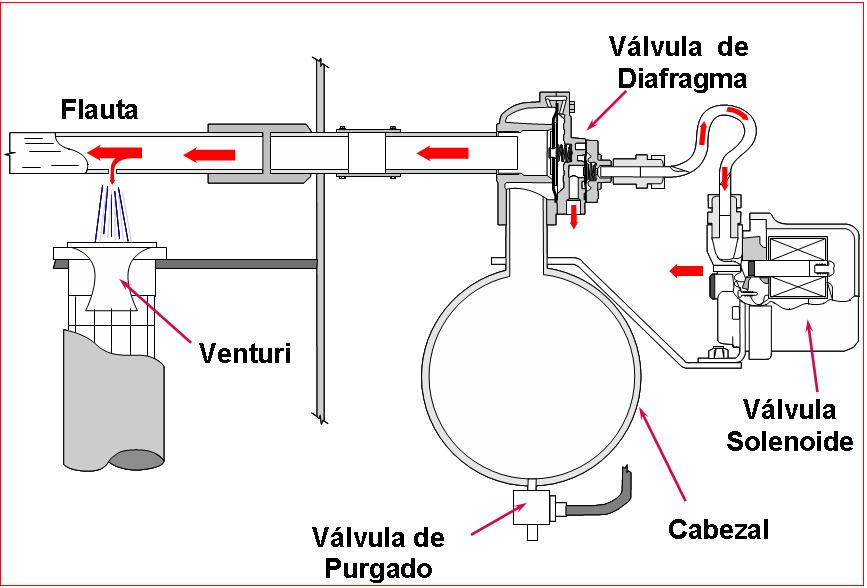 Válvula de
Diafragma
Flauta
Venturi
Válvula
Solenoide
Cabezal
Válvula de
Purgado